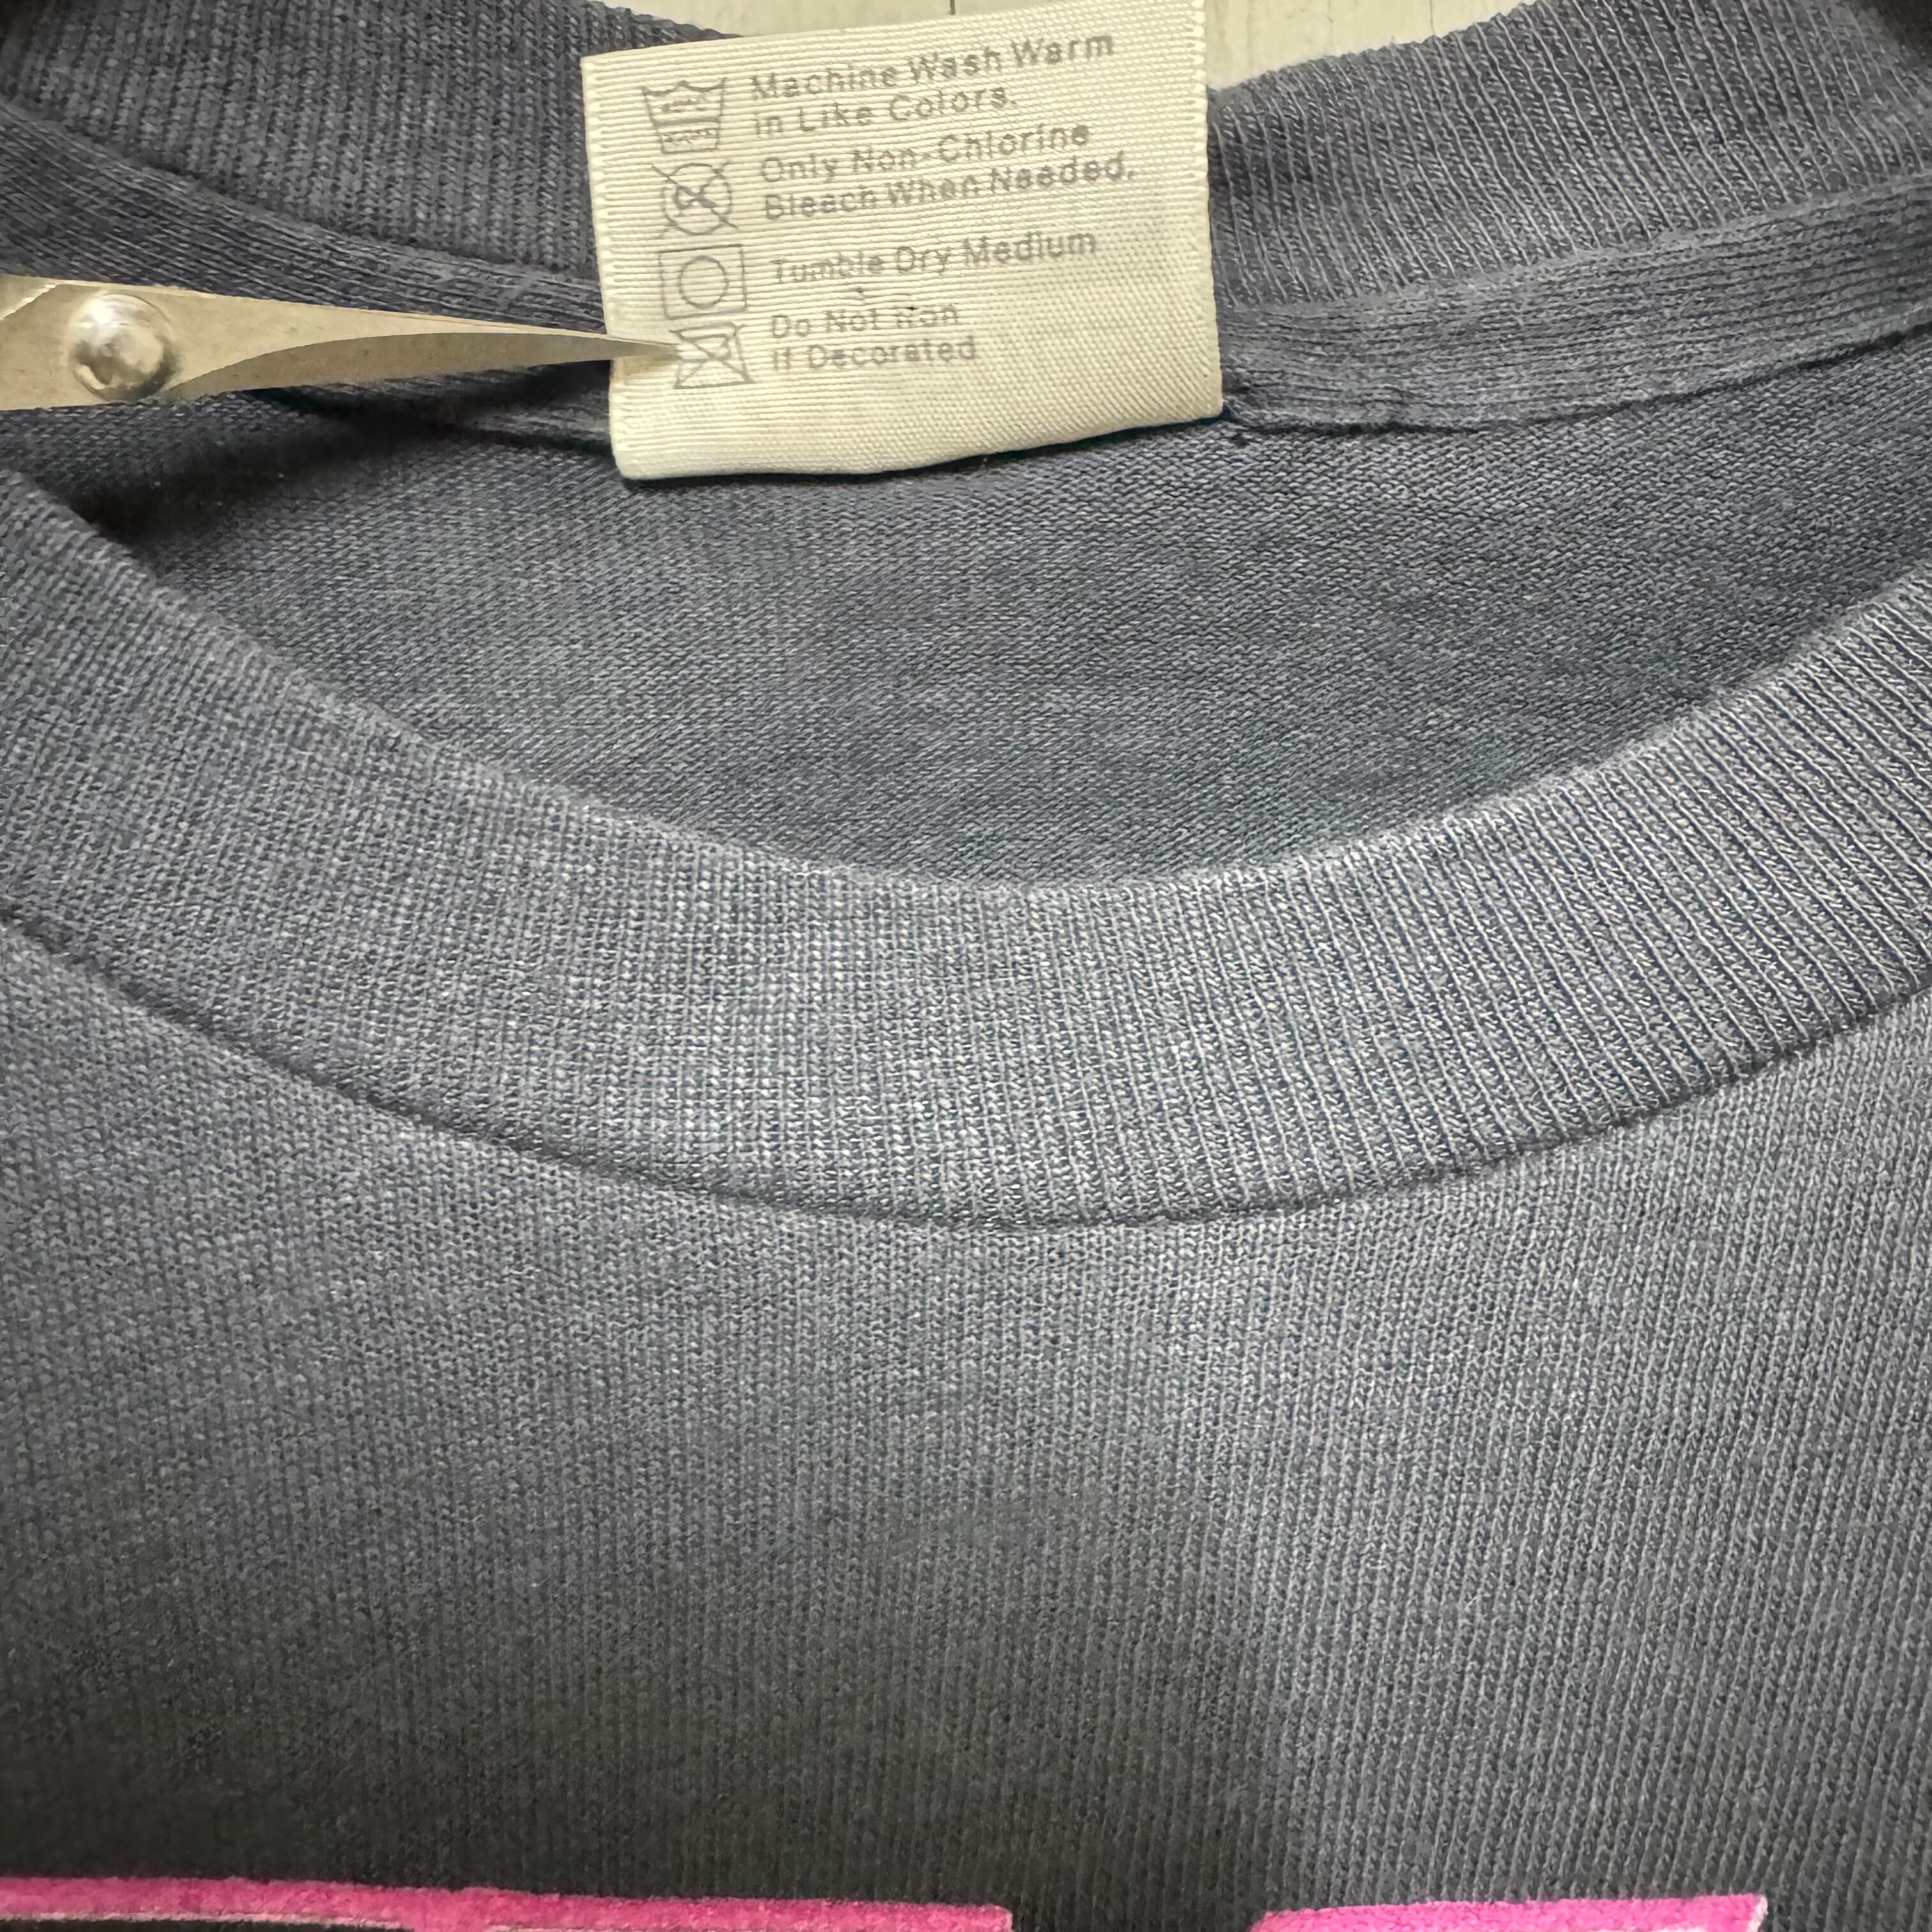 Machine Wash Warm
in Like Colors.
Only Non-Chlorine
Bleach When Needed.
Tumble Dry Medium
Do Not Iron
If Decorated